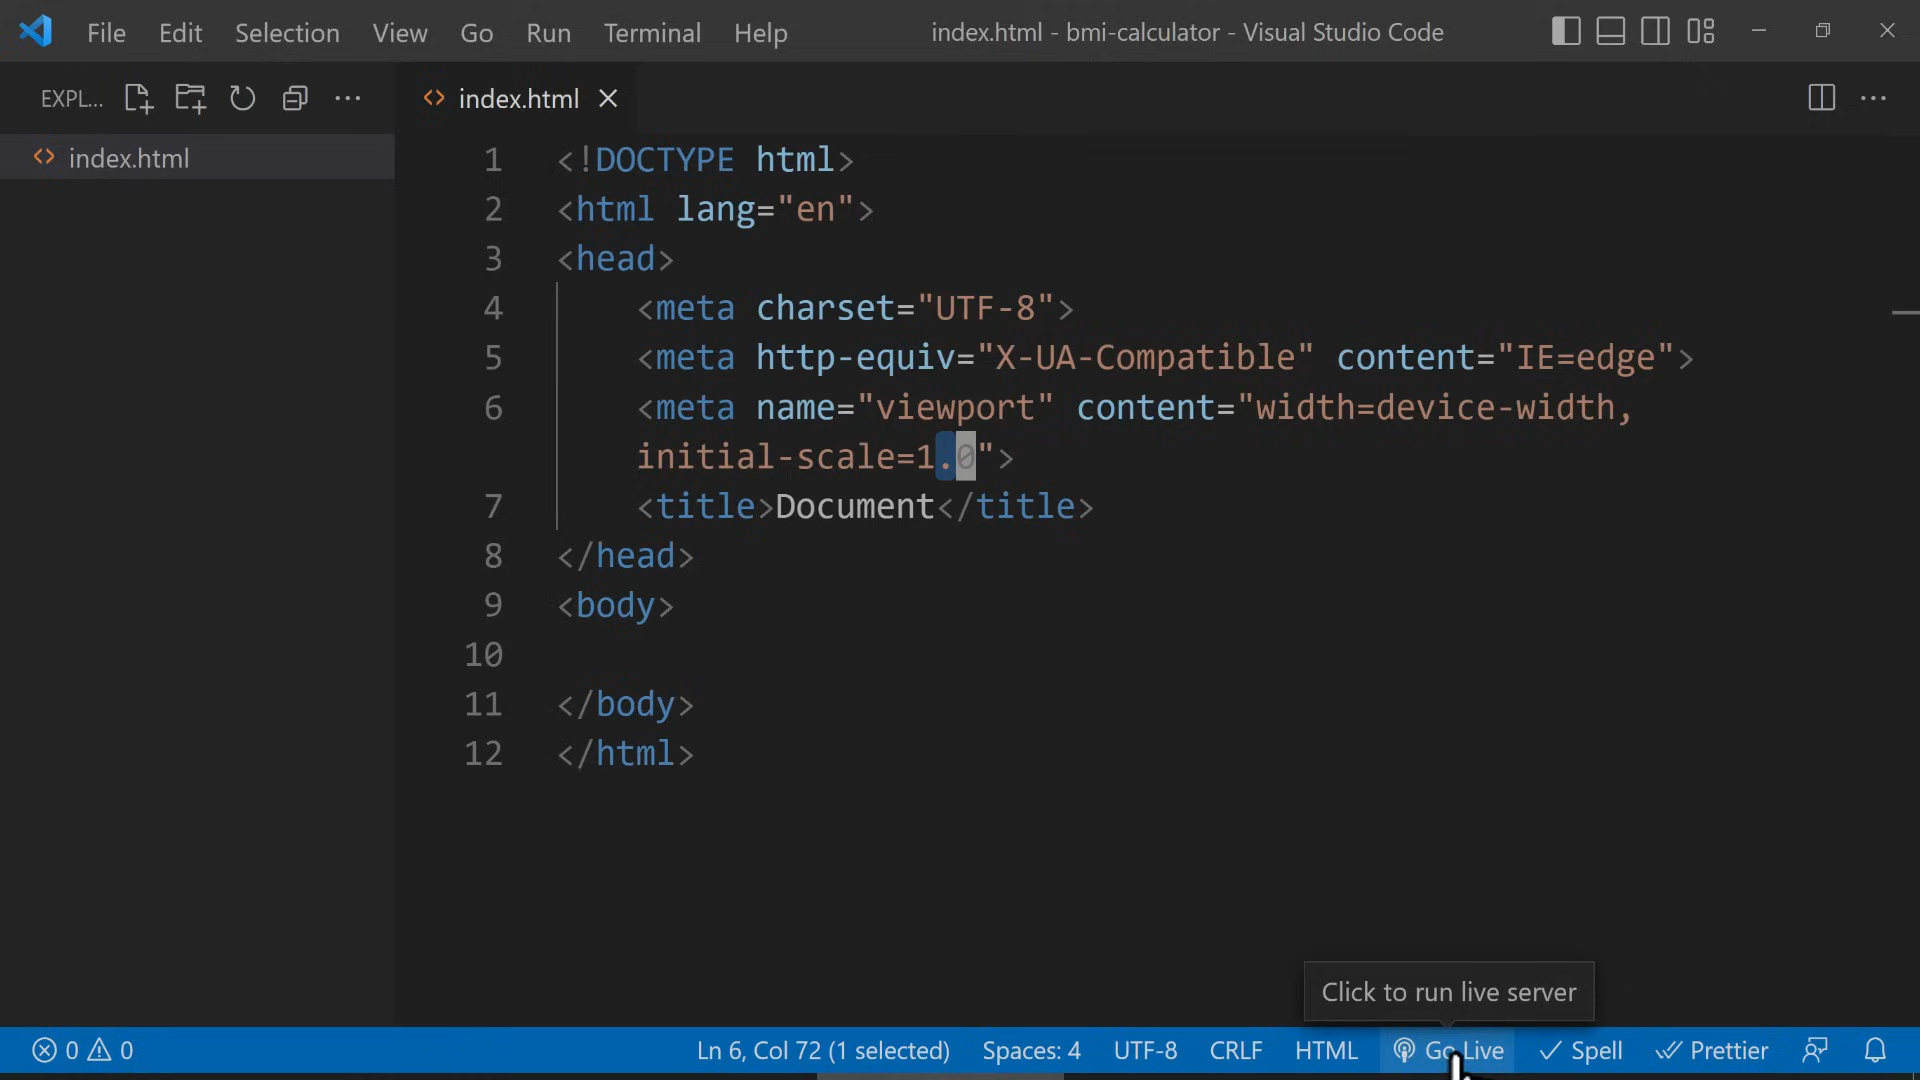 File Edit Selection View Go Run Terminal Help index.html - bmi-calculator - Visual Studio Code
EXPL...
index.html
index.html
1 <!DOCTYPE html>
2 <html lang="en">
3 <head>
4 <meta charset="UTF-8">
5 <meta http-equiv="X-UA-Compatible" content="IE=edge">
6 <meta name="viewport" content="width=device-width,
initial-scale=1.0">
7 <title>Document</title>
8 </head>
9 <body>
10
11 </body>
12 </html>
Click to run live server
0 0 Ln 6, Col 72 (1 selected) Spaces: 4 UTF-8 CRLF HTML Go Live Spell Prettier